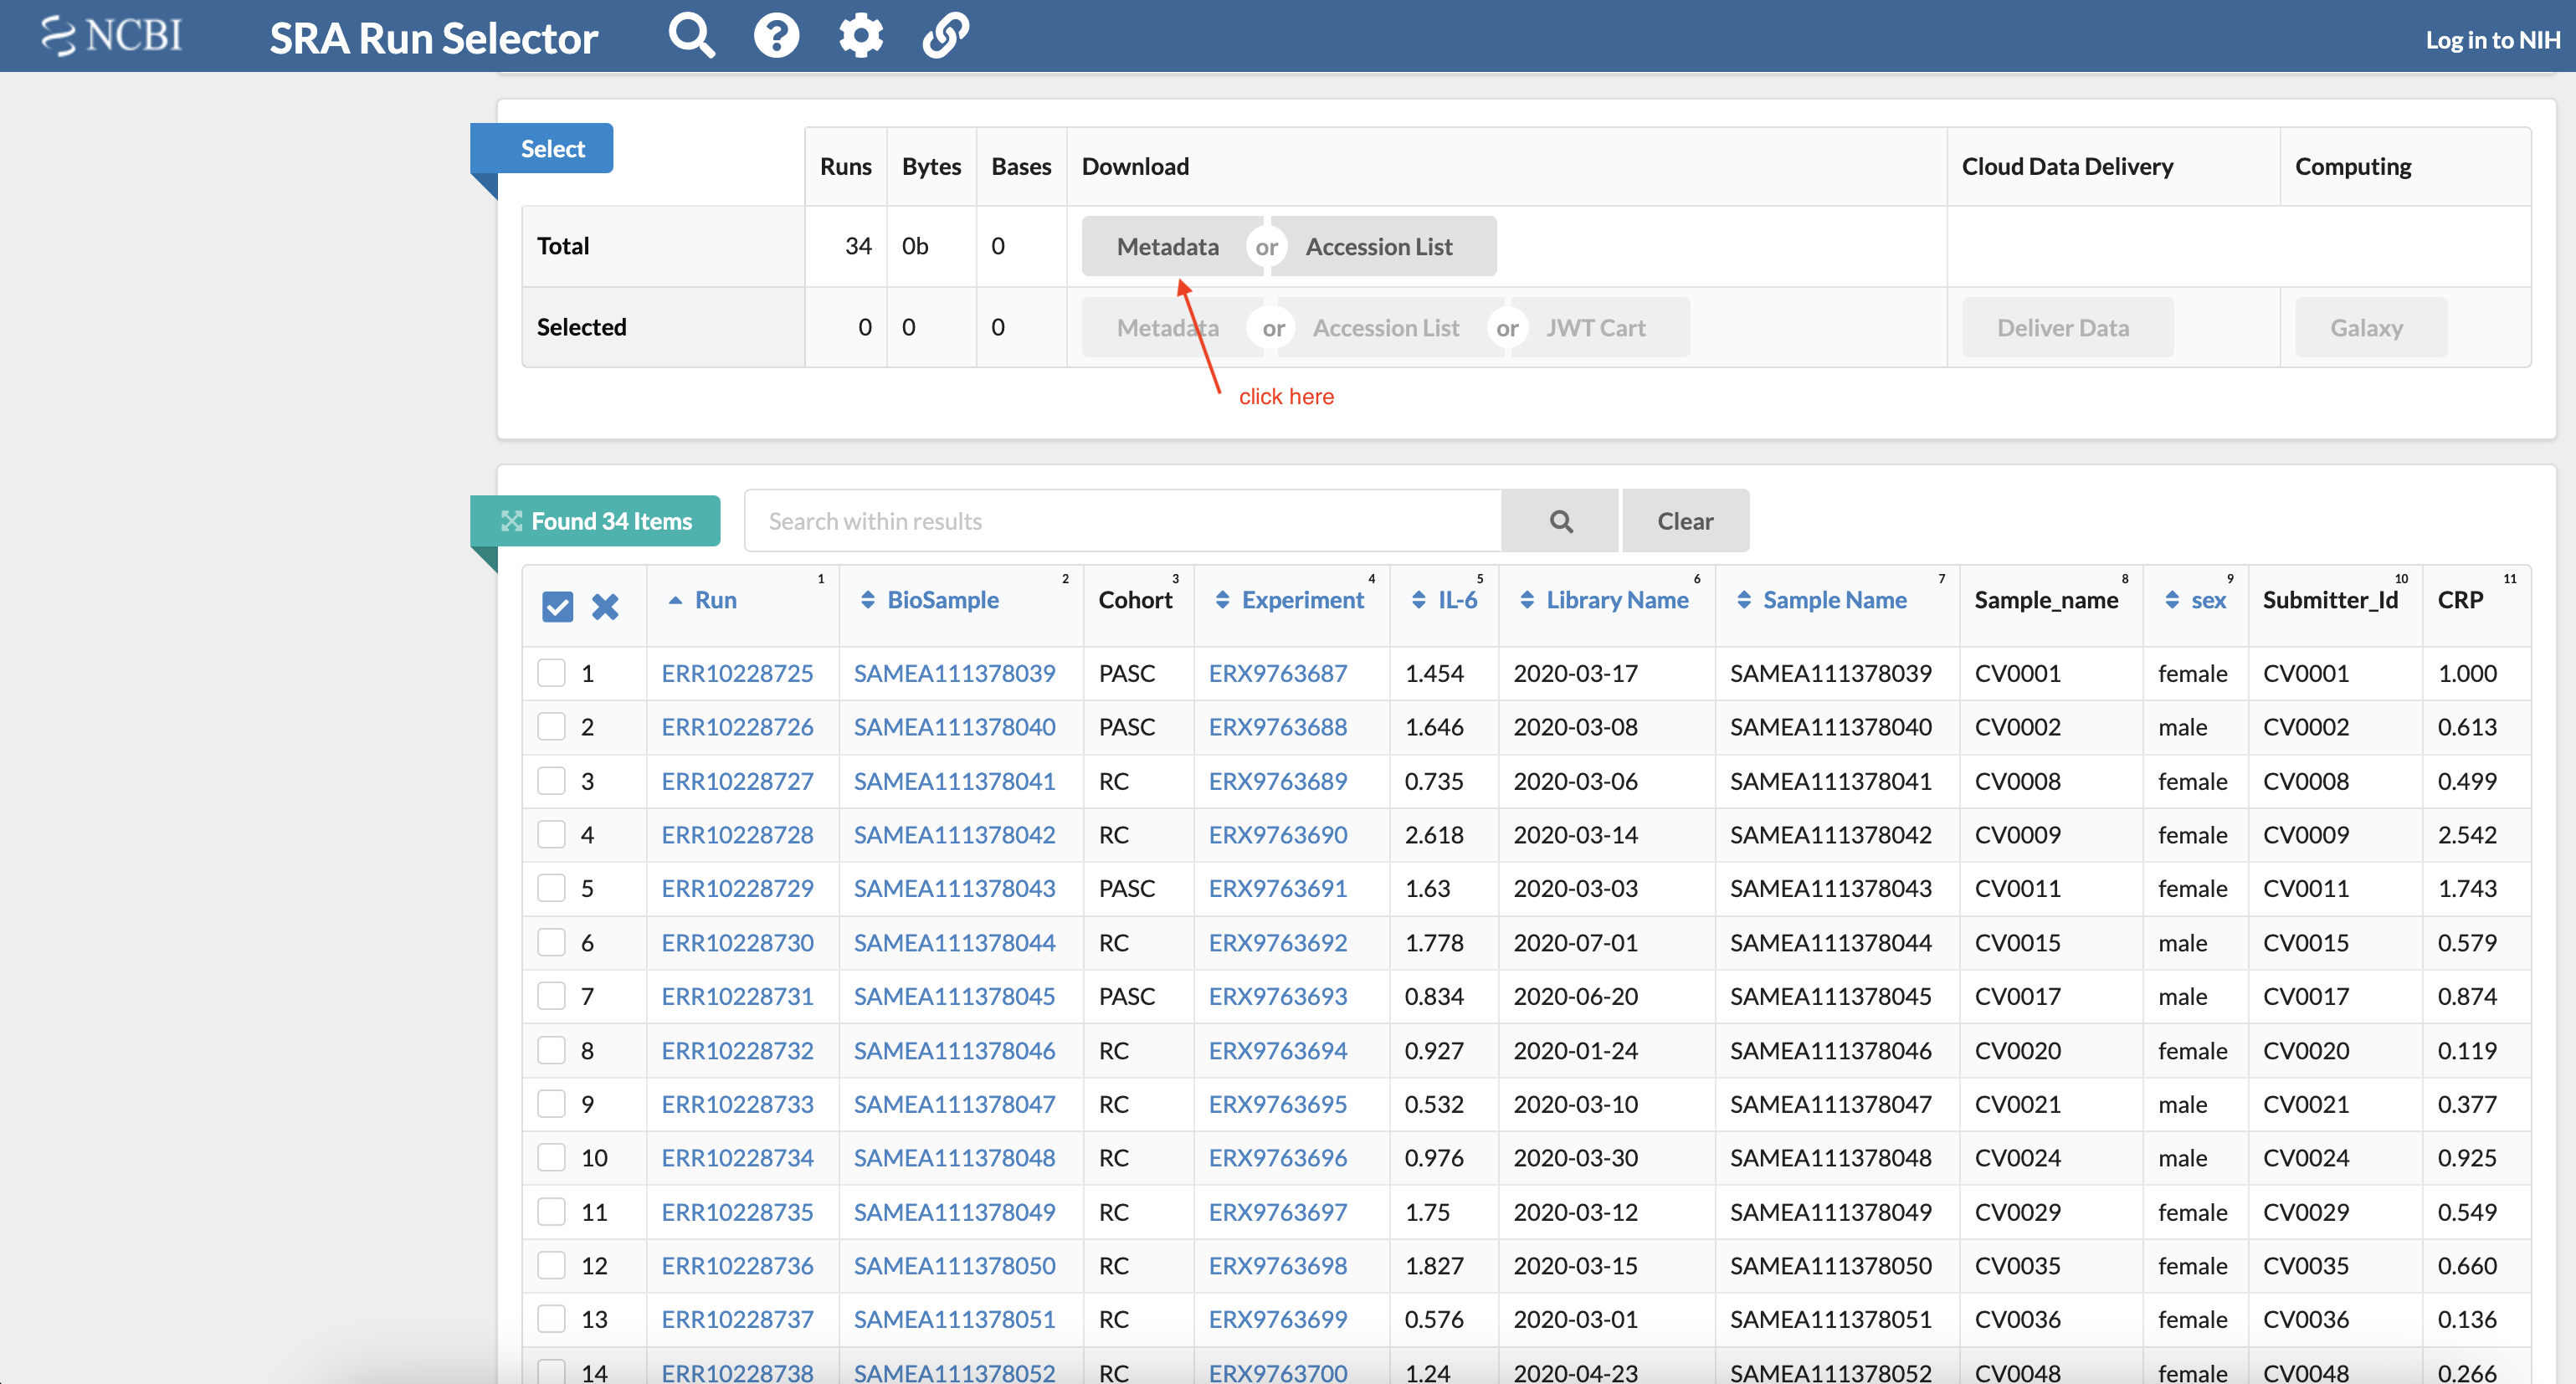 NCBI SRA Run Selector Log in to NIH
Select
Runs Bytes Bases Download Cloud Data Delivery Computing
Total 34 0b 0 Metadata or Accession List
Selected 0 0 0 Metadata or Accession List or JWT Cart Deliver Data Galaxy
click here
Found 34 Items Search within results Clear
1 2 3 4 5 6 7 8 9 10 11
Run BioSample Cohort Experiment IL-6 Library Name Sample Name Sample_name sex Submitter_Id CRP
1 ERR10228725 SAMEA111378039 PASC ERX9763687 1.454 2020-03-17 SAMEA111378039 CV0001 female CV0001 1.000
2 ERR10228726 SAMEA111378040 PASC ERX9763688 1.646 2020-03-08 SAMEA111378040 CV0002 male CV0002 0.613
3 ERR10228727 SAMEA111378041 RC ERX9763689 0.735 2020-03-06 SAMEA111378041 CV0008 female CV0008 0.499
4 ERR10228728 SAMEA111378042 RC ERX9763690 2.618 2020-03-14 SAMEA111378042 CV0009 female CV0009 2.542
5 ERR10228729 SAMEA111378043 PASC ERX9763691 1.63 2020-03-03 SAMEA111378043 CV0011 female CV0011 1.743
6 ERR10228730 SAMEA111378044 RC ERX9763692 1.778 2020-07-01 SAMEA111378044 CV0015 male CV0015 0.579
7 ERR10228731 SAMEA111378045 PASC ERX9763693 0.834 2020-06-20 SAMEA111378045 CV0017 male CV0017 0.874
8 ERR10228732 SAMEA111378046 RC ERX9763694 0.927 2020-01-24 SAMEA111378046 CV0020 female CV0020 0.119
9 ERR10228733 SAMEA111378047 RC ERX9763695 0.532 2020-03-10 SAMEA111378047 CV0021 male CV0021 0.377
10 ERR10228734 SAMEA111378048 RC ERX9763696 0.976 2020-03-30 SAMEA111378048 CV0024 male CV0024 0.925
11 ERR10228735 SAMEA111378049 RC ERX9763697 1.75 2020-03-12 SAMEA111378049 CV0029 female CV0029 0.549
12 ERR10228736 SAMEA111378050 RC ERX9763698 1.827 2020-03-15 SAMEA111378050 CV0035 female CV0035 0.660
13 ERR10228737 SAMEA111378051 RC ERX9763699 0.576 2020-03-01 SAMEA111378051 CV0036 female CV0036 0.136
14 ERR10228738 SAMEA111378052 RC ERX9763700 1.24 2020-04-23 SAMEA111378052 CV0048 female CV0048 0.266